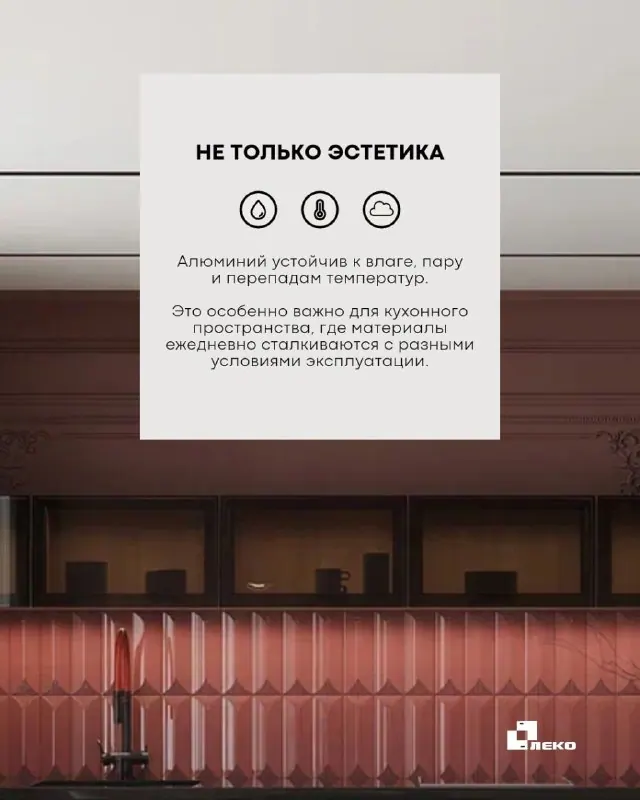 НЕ ТОЛЬКО ЭСТЕТИКА
Алюминий устойчив к влаге, пару
и перепадам температур.
Это особенно важно для кухонного
пространства, где материалы
ежедневно сталкиваются с разными
условиями эксплуатации.
ЛЕКО